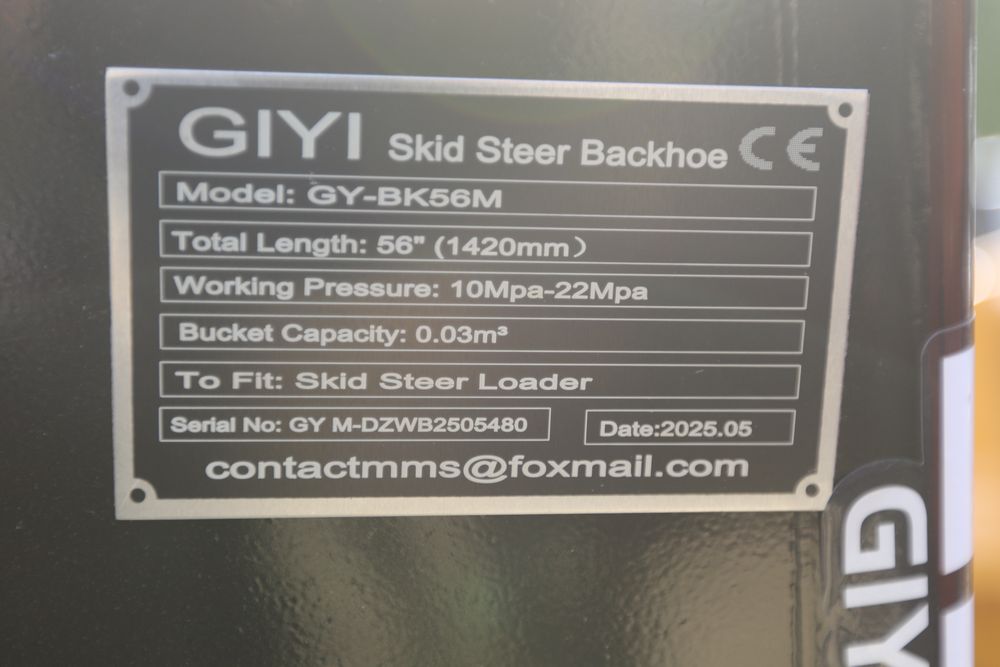 GIYI Skid Steer Backhoe CE
Model: GY-BK56M
Total Length: 56" (1420mm）
Working Pressure: 10Mpa-22Mpa
Bucket Capacity: 0.03m³
To Fit: Skid Steer Loader
Serial No: GY M-DZWB2505480 Date:2025.05
contactmms@foxmail.com
GIY